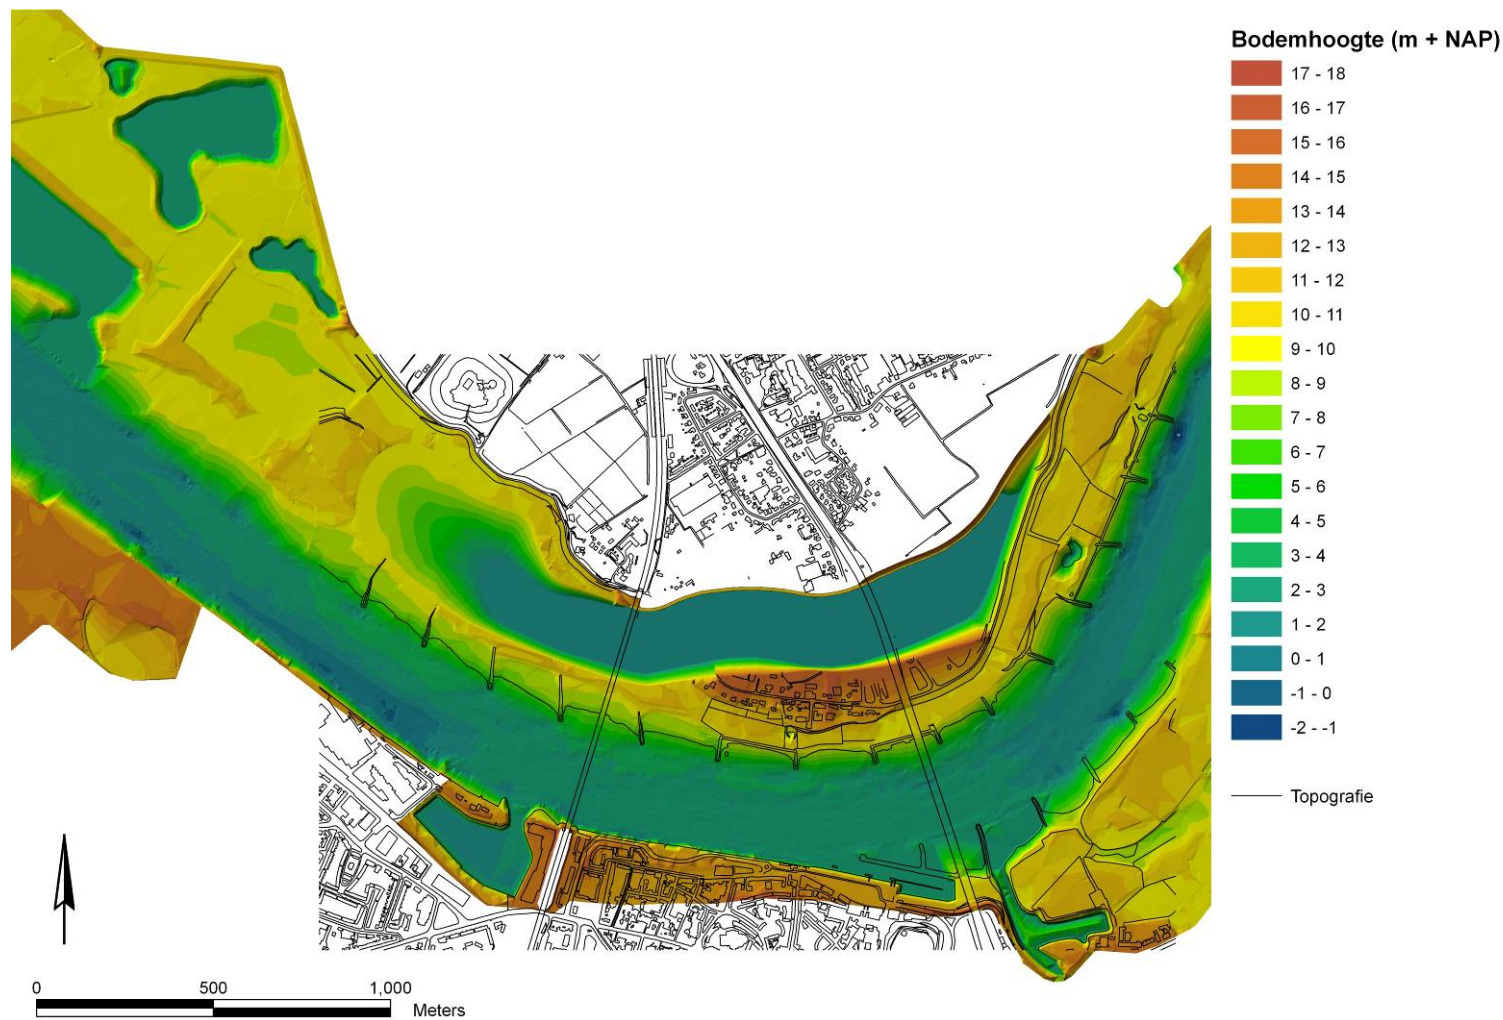 Bodemhoogte (m + NAP)
17 - 18
16 - 17
15 - 16
14 - 15
13 - 14
12 - 13
11 - 12
10 - 11
9 - 10
8 - 9
7 - 8
6 - 7
5 - 6
4 - 5
3 - 4
2 - 3
1 - 2
0 - 1
-1 - 0
-2 - -1
Topografie
0 500 1,000
Meters